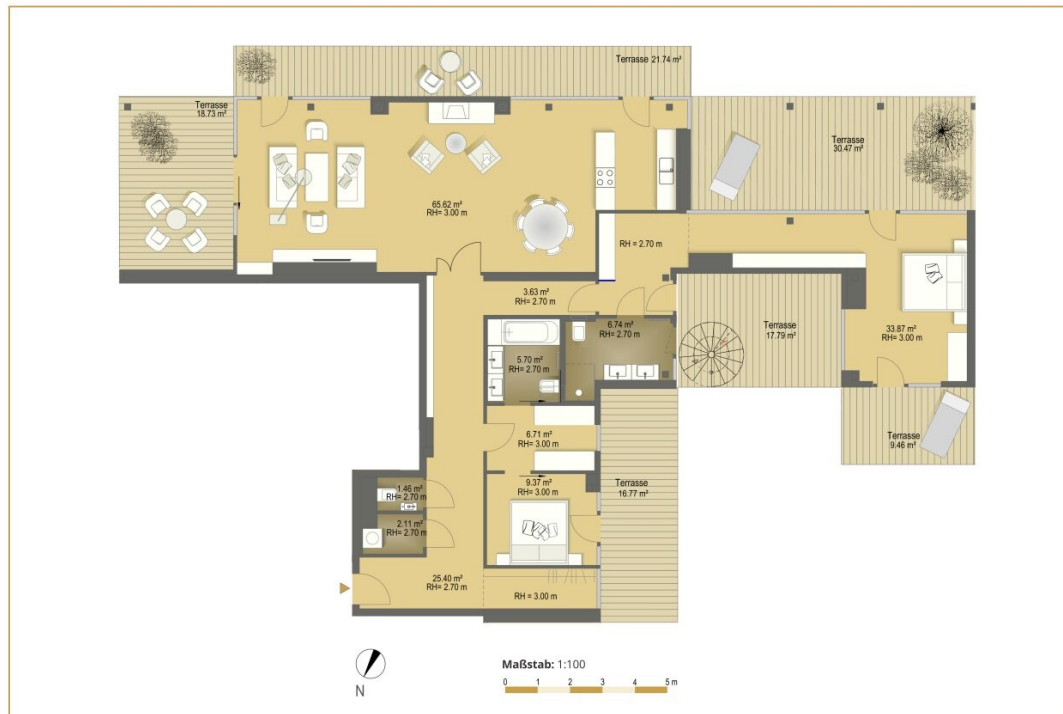 Terrasse 21.74 m²
Terrasse
18.73 m²
Terrasse
30.47 m²
65.62 m²
RH= 3.00 m
RH = 2.70 m
3.63 m²
RH= 2.70 m
6.74 m²
RH= 2.70 m
Terrasse
17.79 m²
33.87 m²
RH= 3.00 m
5.70 m²
RH= 2.70 m
Terrasse
9.46 m²
6.71 m²
RH= 3.00 m
9.37 m²
RH= 3.00 m
Terrasse
16.77 m²
1.46 m²
RH= 2.70 m
2.11 m²
RH= 2.70 m
25.40 m²
RH= 2.70 m
RH = 3.00 m
N
Maßstab: 1:100
0 1 2 3 4 5 m